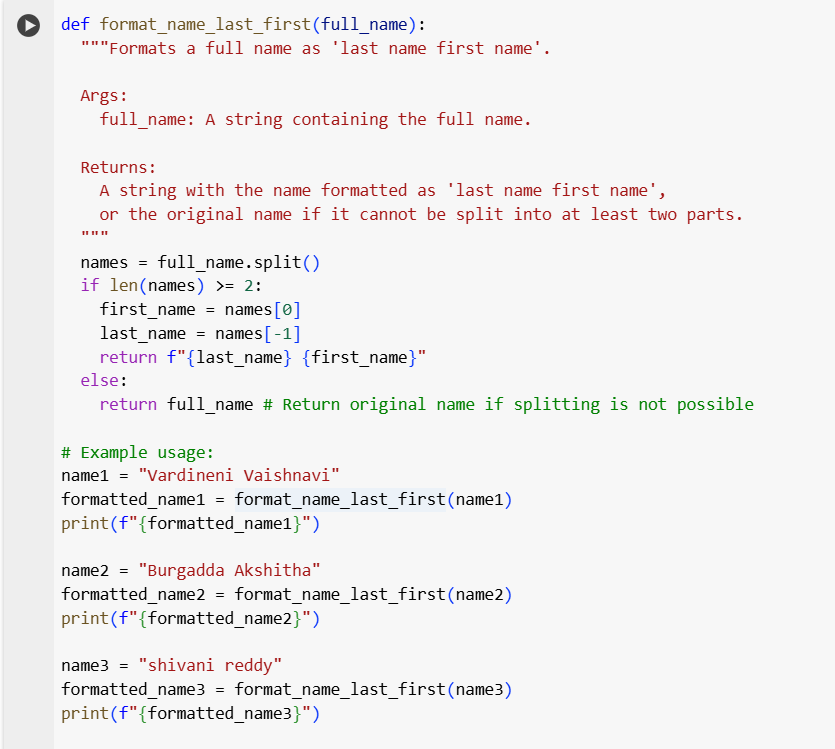 def format_name_last_first(full_name):
  """Formats a full name as 'last name first name'.

  Args:
    full_name: A string containing the full name.

  Returns:
    A string with the name formatted as 'last name first name',
    or the original name if it cannot be split into at least two parts.
  """
  names = full_name.split()
  if len(names) >= 2:
    first_name = names[0]
    last_name = names[-1]
    return f"{last_name} {first_name}"
  else:
    return full_name # Return original name if splitting is not possible

# Example usage:
name1 = "Vardineni Vaishnavi"
formatted_name1 = format_name_last_first(name1)
print(f"{formatted_name1}")

name2 = "Burgadda Akshitha"
formatted_name2 = format_name_last_first(name2)
print(f"{formatted_name2}")

name3 = "shivani reddy"
formatted_name3 = format_name_last_first(name3)
print(f"{formatted_name3}")